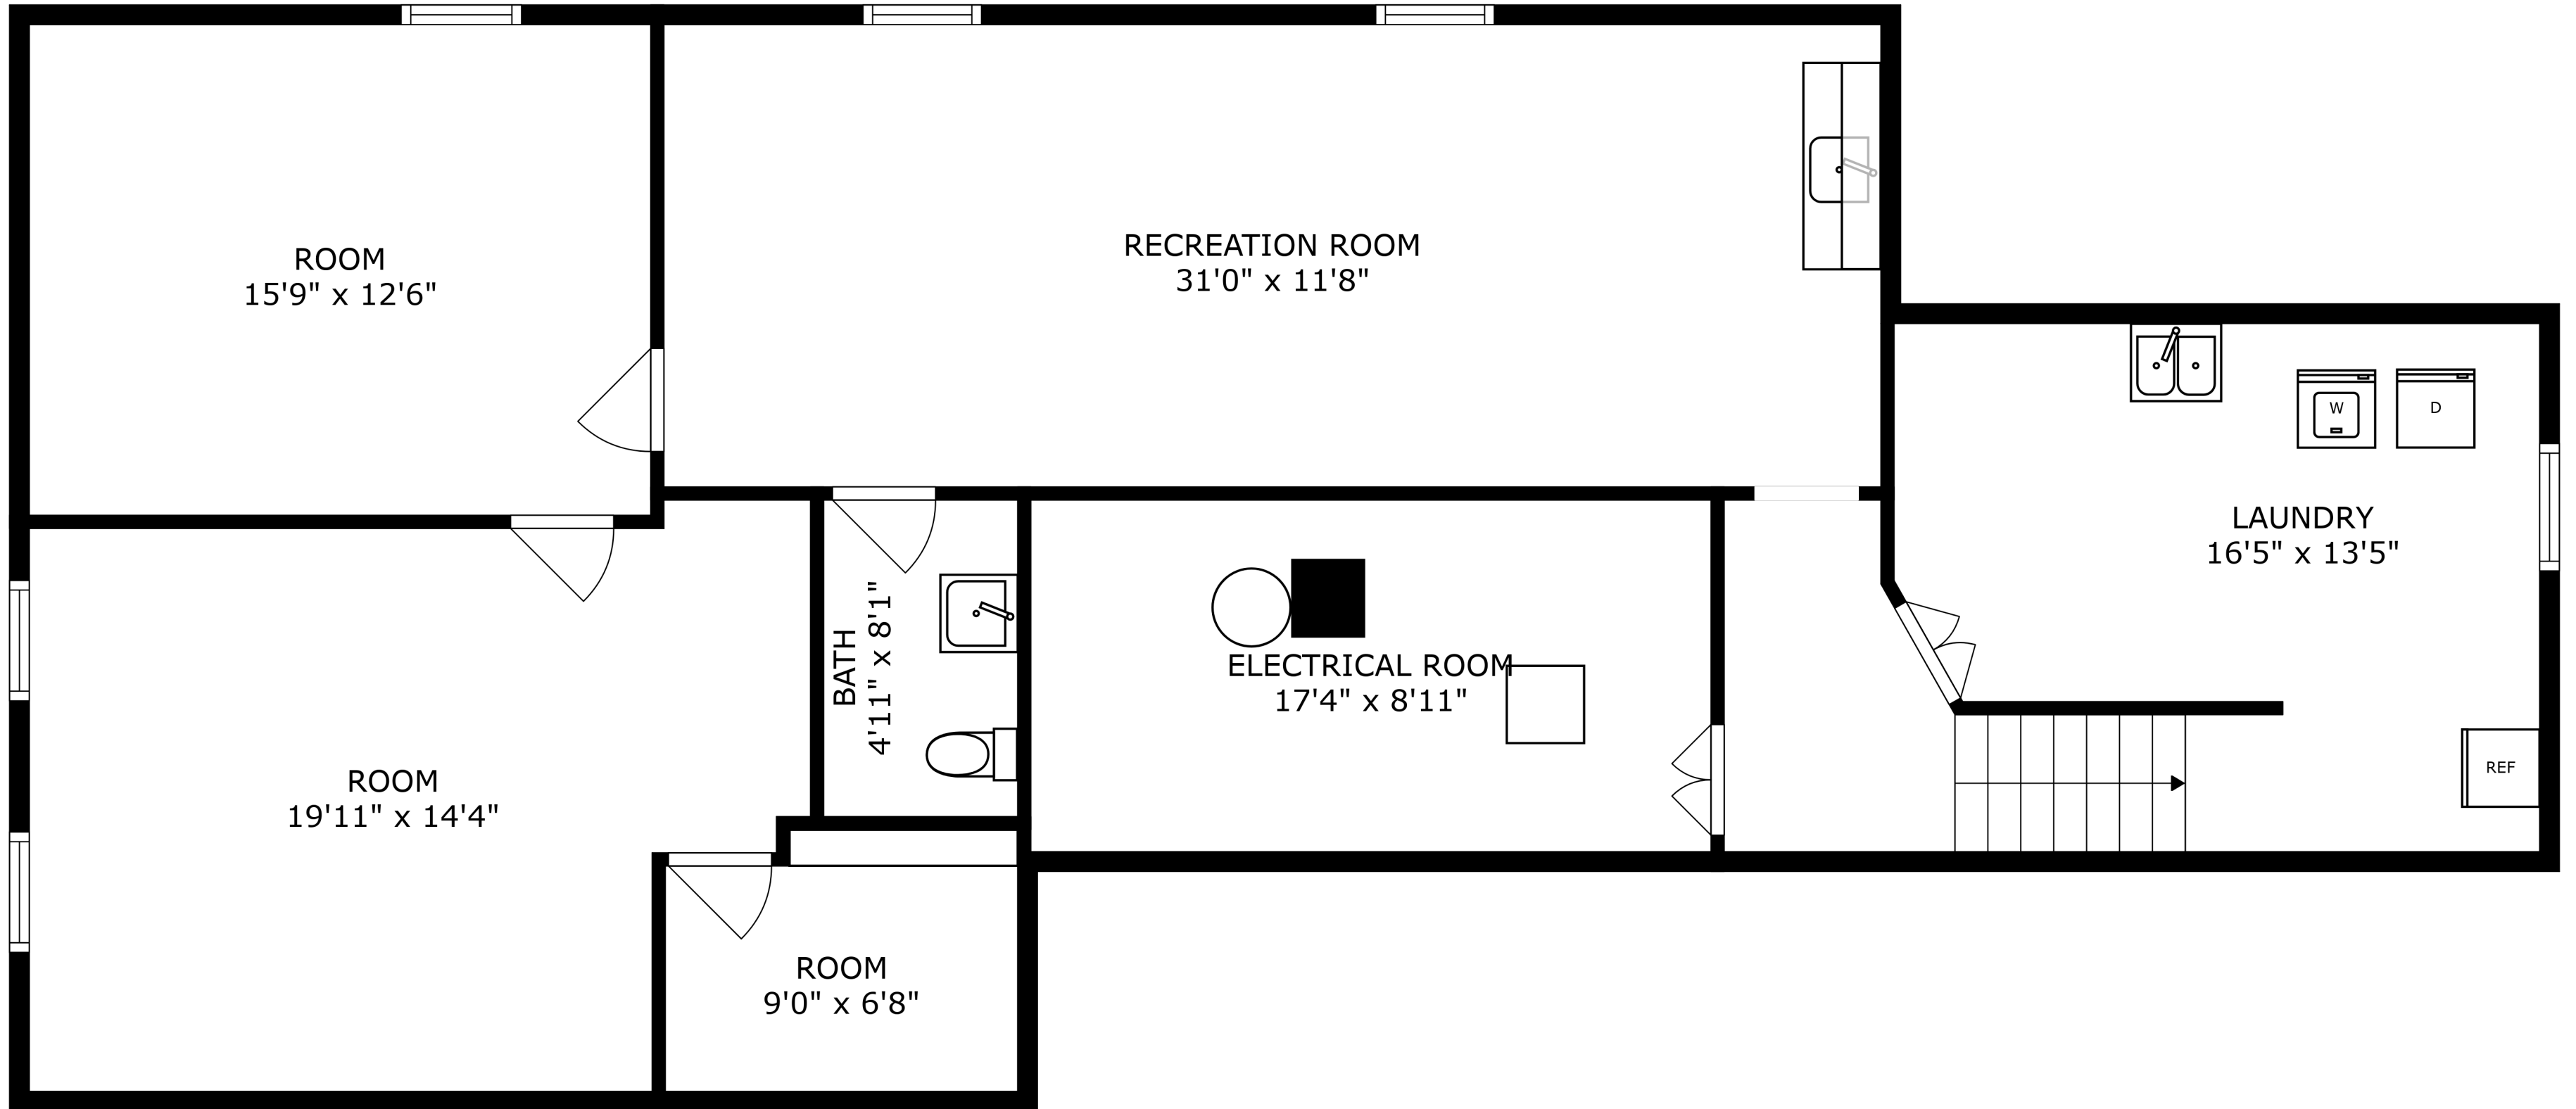 ROOM
15'9" x 12'6"
RECREATION ROOM
31'0" x 11'8"
W
D
LAUNDRY
16'5" x 13'5"
BATH
4'11" x 8'1"
ELECTRICAL ROOM
17'4" x 8'11"
REF
ROOM
19'11" x 14'4"
ROOM
9'0" x 6'8"